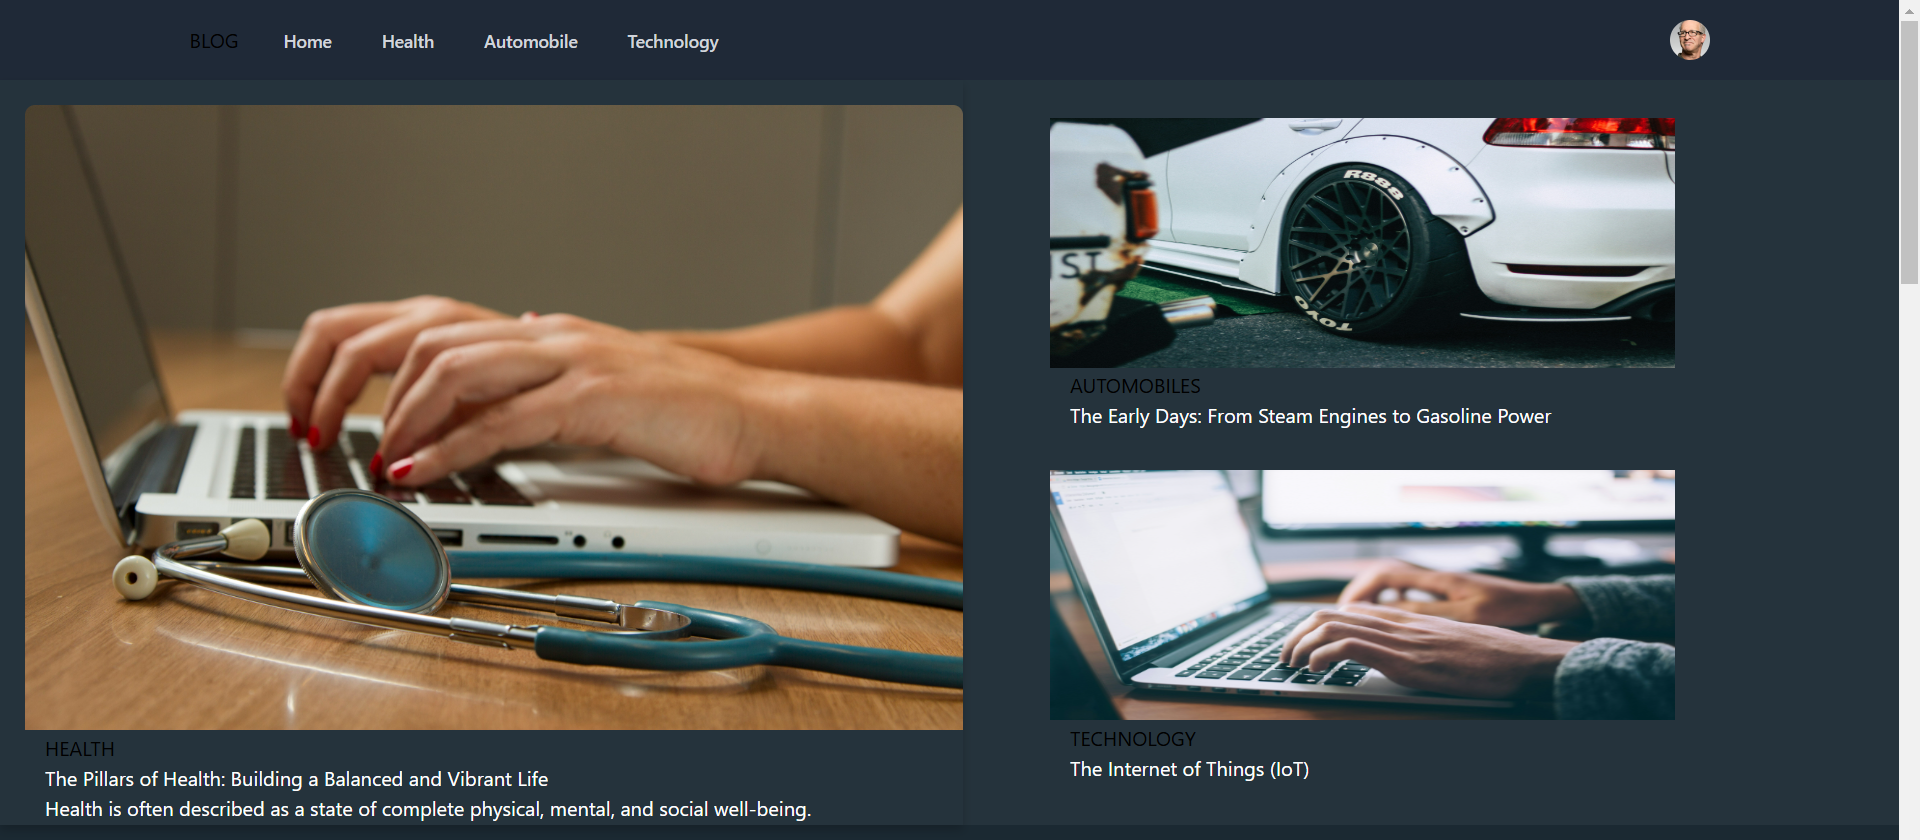 BLOG Home Health Automobile Technology
R888
TOYO
AUTOMOBILES
The Early Days: From Steam Engines to Gasoline Power
HEALTH
The Pillars of Health: Building a Balanced and Vibrant Life
Health is often described as a state of complete physical, mental, and social well-being.
TECHNOLOGY
The Internet of Things (IoT)